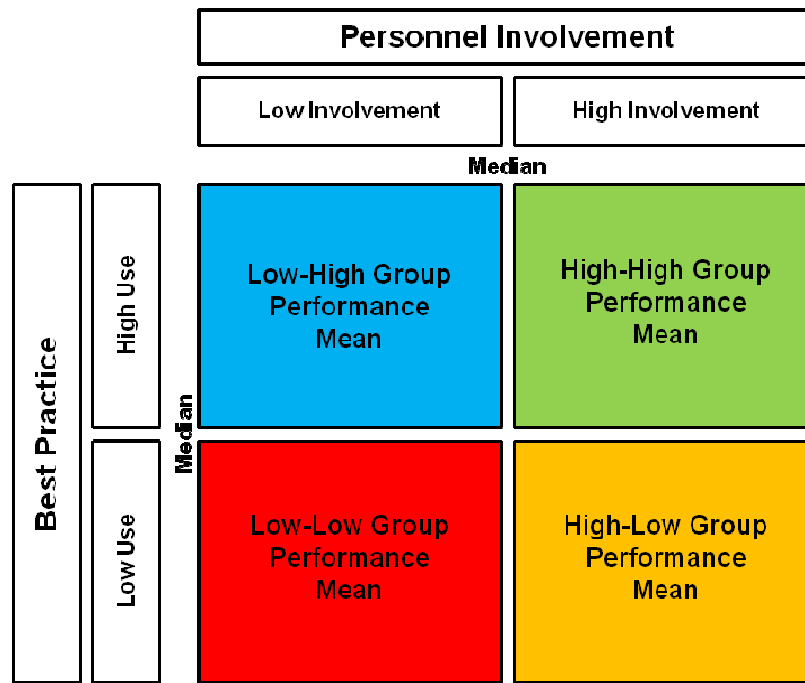 Personnel Involvement
Low Involvement
High Involvement
Median
Best Practice
High Use
Low Use
Median
Low-High Group
Performance
Mean
High-High Group
Performance
Mean
Low-Low Group
Performance
Mean
High-Low Group
Performance
Mean